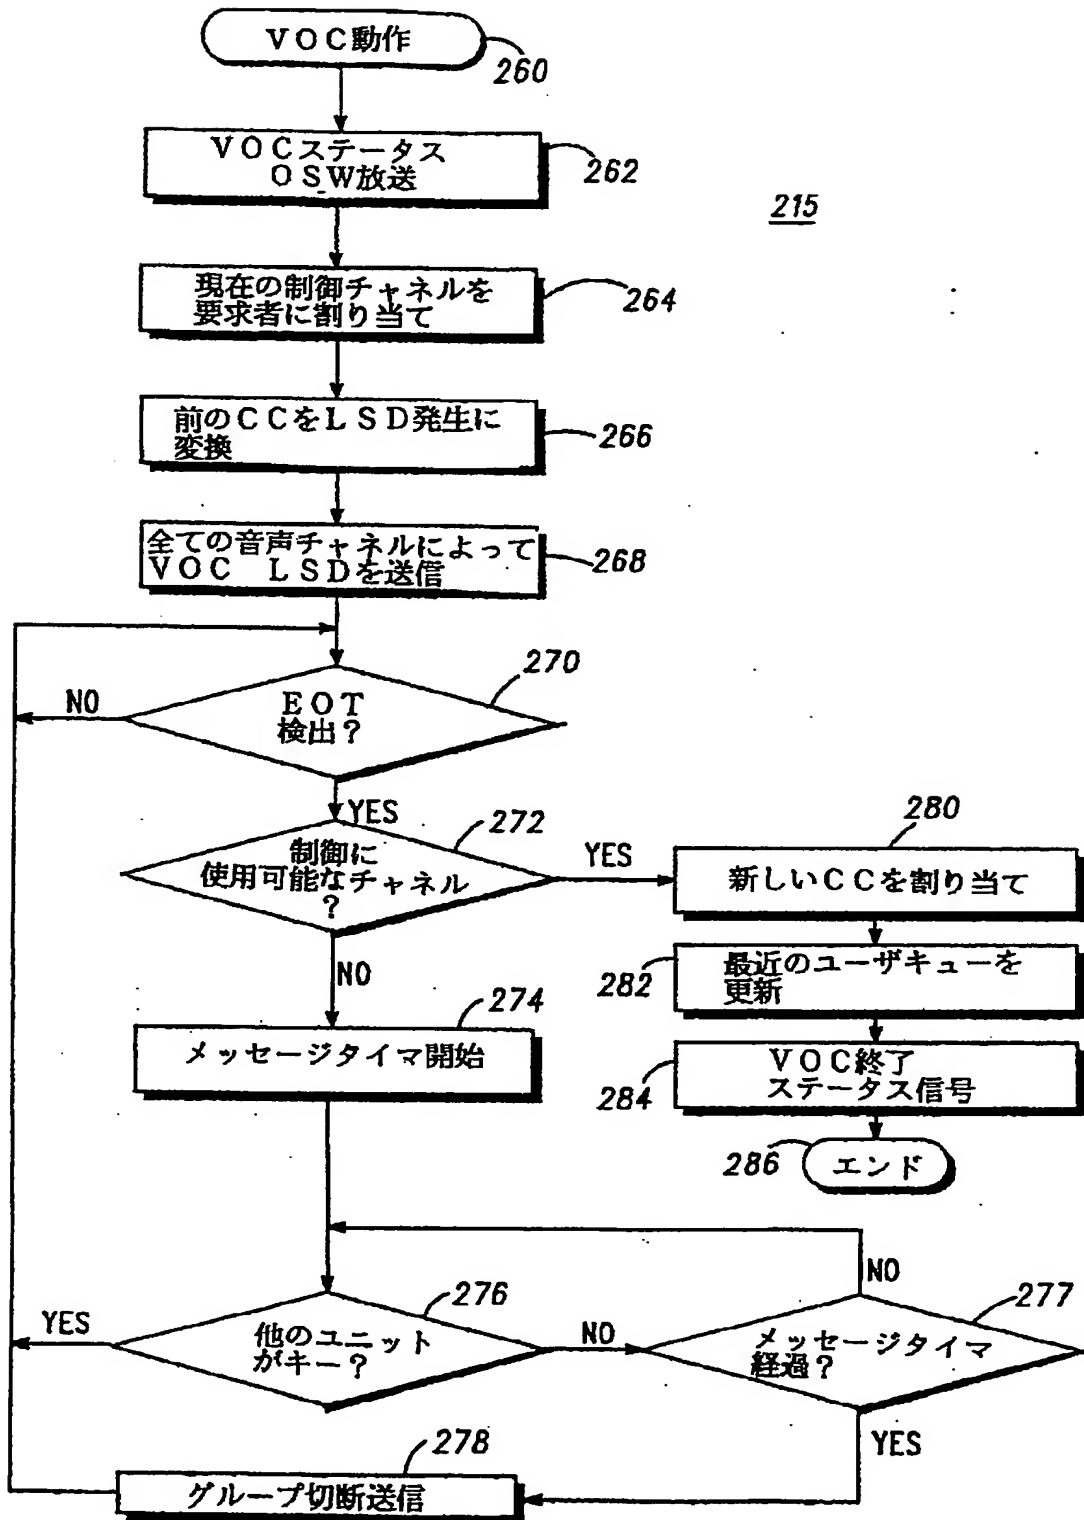 VOC動作
260
VOCステータス
OSW放送
262
215
現在の制御チャネルを
要求者に割り当て
264
前のCCをLSD発生に
変換
266
全ての音声チャネルによって
VOC LSDを送信
268
270
NO
EOT
検出?
YES
272
制御に
使用可能なチャネル
?
YES
280
新しいCCを割り当て
NO
282
最近のユーザキューを
更新
274
メッセージタイマ開始
284
VOC終了
ステータス信号
286
エンド
NO
276
277
YES
他のユニット
がキー?
NO
メッセージタイマ
経過?
YES
278
グループ切断送信